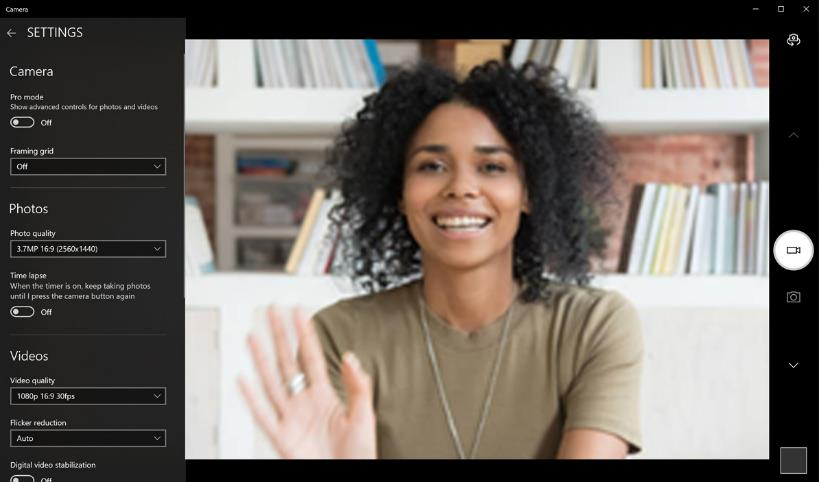 Camera
SETTINGS
Camera
Pro mode
Show advanced controls for photos and videos
Off
Framing grid
Off
Photos
Photo quality
3.7MP 16:9 (2560x1440)
Time lapse
When the timer is on, keep taking photos
until I press the camera button again
Off
Videos
Video quality
1080p 16:9 30fps
Flicker reduction
Auto
Digital video stabilization
Off